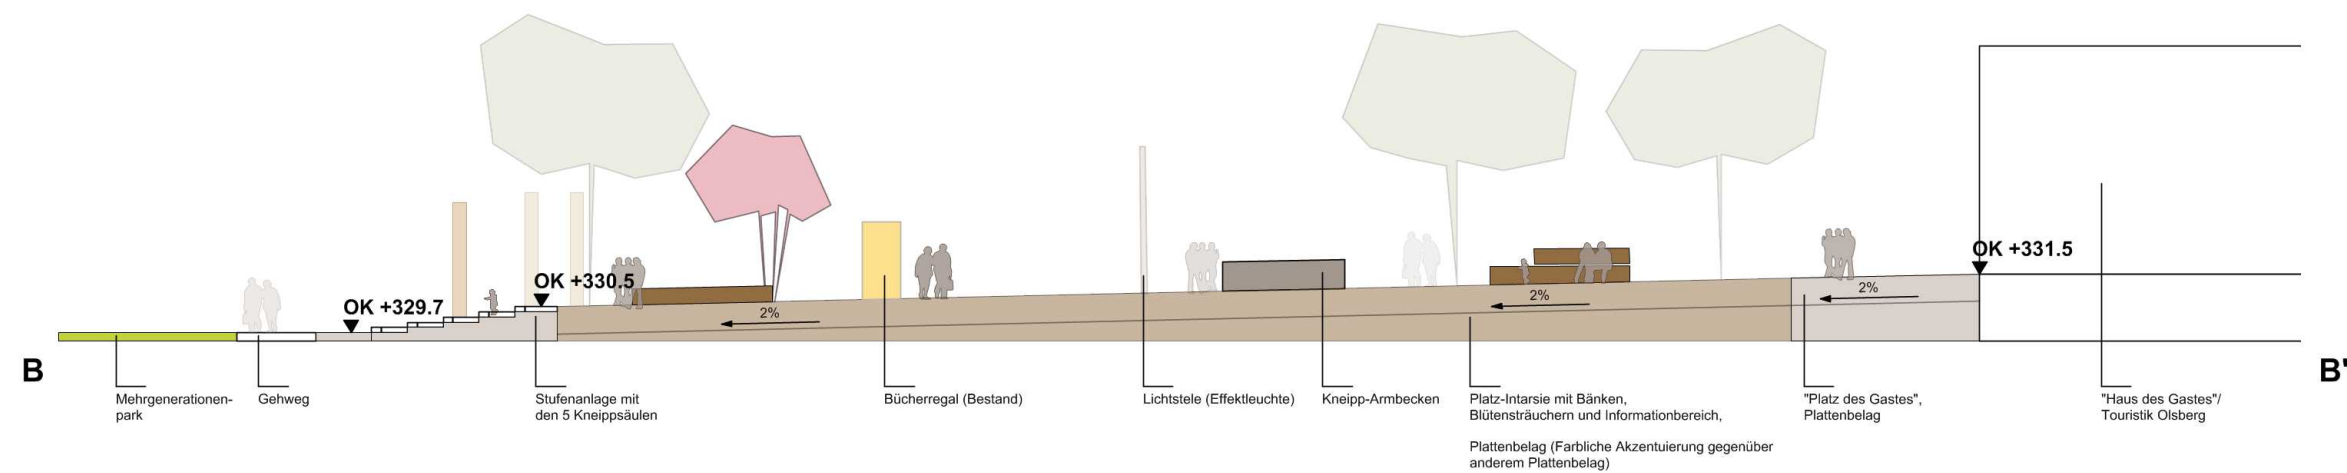 OK +331.5
OK +330.5
OK +329.7
2%
2%
2%
B
B'
Mehrgenerationen-
park
Gehweg
Stufenanlage mit
den 5 Kneippsäulen
Bücherregal (Bestand)
Lichtstele (Effektleuchte)
Kneipp-Armbecken
Platz-Intarsie mit Bänken,
Blütensträuchern und Informationbereich,
Plattenbelag (Farbliche Akzentuierung gegenüber
anderem Plattenbelag)
"Platz des Gastes",
Plattenbelag
"Haus des Gastes"/
Touristik Olsberg